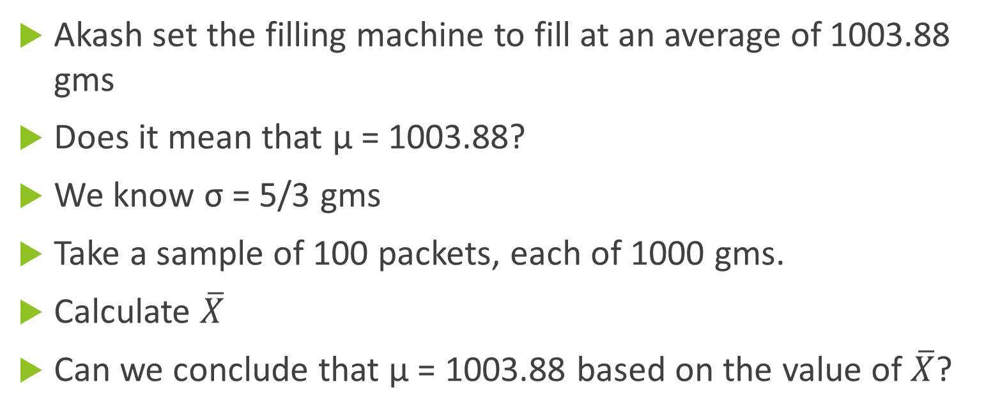 Akash set the filling machine to fill at an average of 1003.88
gms
Does it mean that μ = 1003.88?
We know σ = 5/3 gms
Take a sample of 100 packets, each of 1000 gms.
Calculate X̅
Can we conclude that μ = 1003.88 based on the value of X̅?